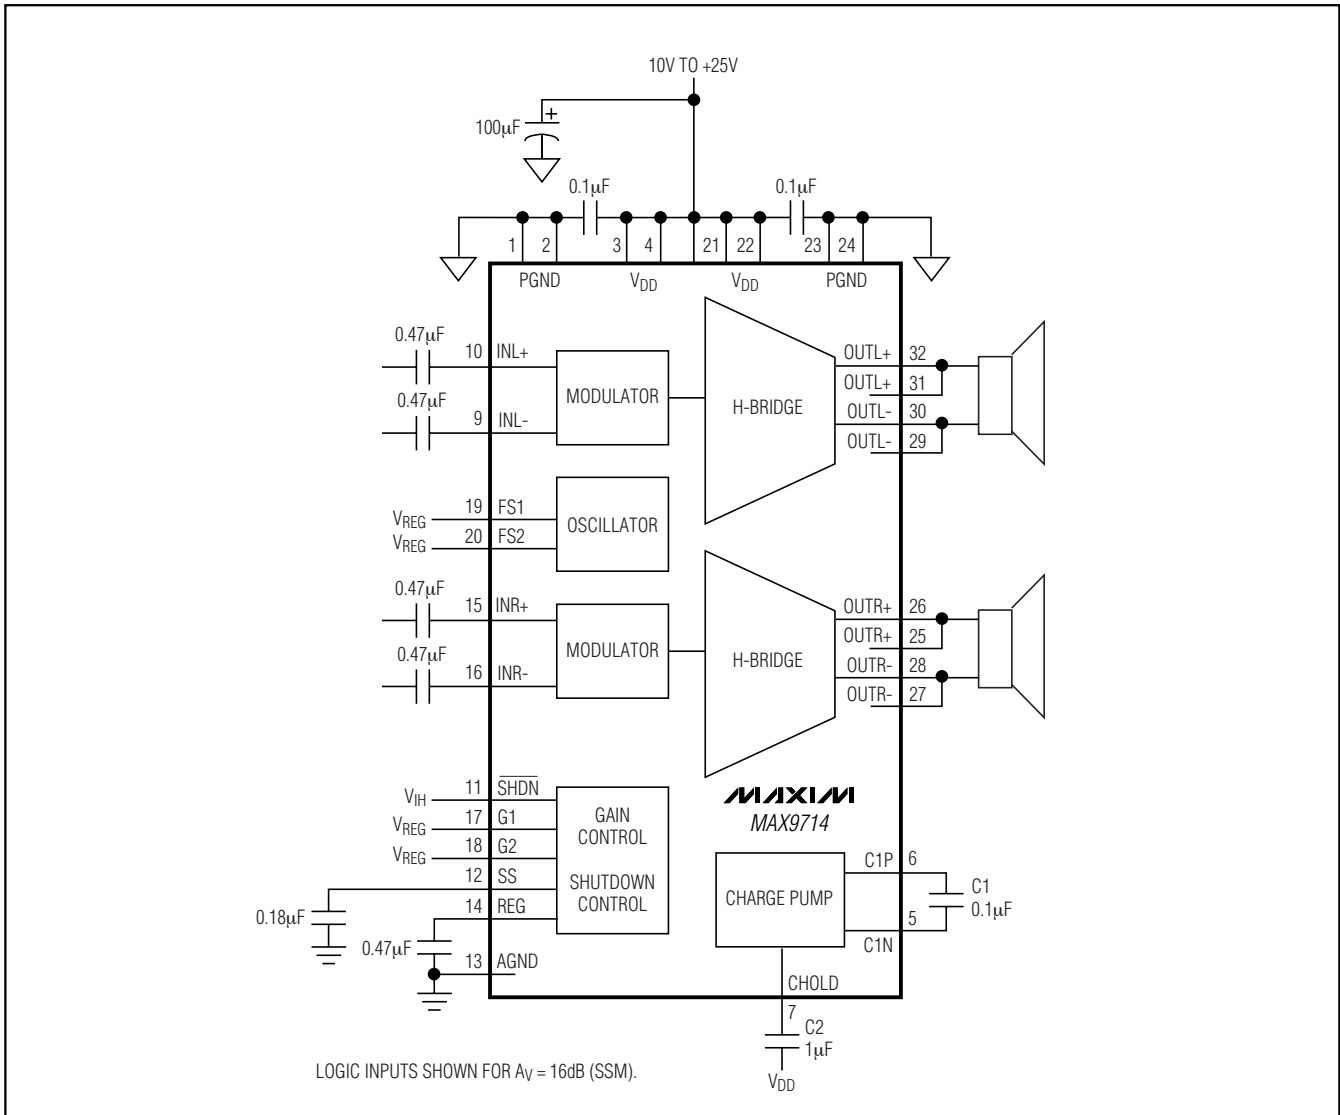 10V TO +25V
+
100µF
0.1µF
0.1µF
1
2
3
4
21
22
23
24
PGND
VDD
VDD
PGND
0.47µF
10
INL+
0.47µF
9
INL-
MODULATOR
H-BRIDGE
OUTL+
32
OUTL+
31
OUTL-
30
OUTL-
29
VREG
19
FS1
VREG
20
FS2
OSCILLATOR
0.47µF
15
INR+
0.47µF
16
INR-
MODULATOR
H-BRIDGE
OUTR+
26
OUTR+
25
OUTR-
28
OUTR-
27
VIH
11
SHDN
VREG
17
G1
VREG
18
G2
12
SS
0.18µF
14
REG
0.47µF
13
AGND
GAIN
CONTROL
SHUTDOWN
CONTROL
MAXIM
MAX9714
CHARGE PUMP
C1P
6
C1
0.1µF
5
C1N
CHOLD
7
C2
1µF
VDD
LOGIC INPUTS SHOWN FOR AV = 16dB (SSM).